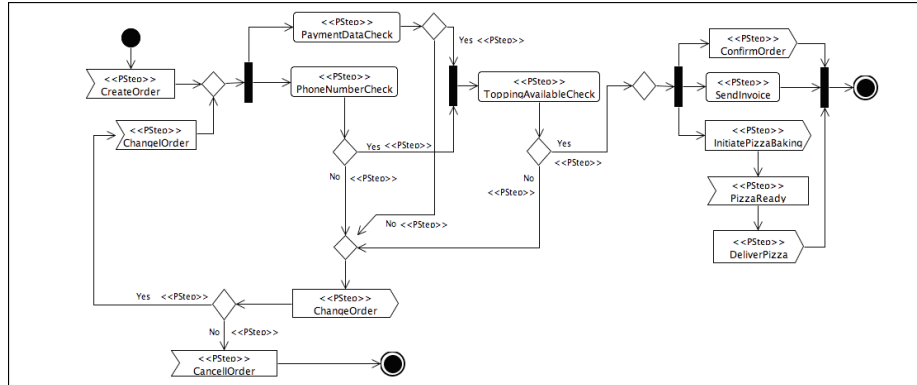 <<PStep>>
PaymentDataCheck
Yes <<PStep>>
<<PStep>>
ConfirmOrder
<<PStep>>
CreateOrder
<<PStep>>
PhoneNumberCheck
<<PStep>>
ToppingAvailableCheck
<<PStep>>
SendInvoice
<<PStep>>
ChangelOrder
Yes <<PStep>>
Yes
<<PStep>>
<<PStep>>
InitiatePizzaBaking
No <<PStep>>
No
<<PStep>>
<<PStep>>
PizzaReady
No <<PStep>>
<<PStep>>
DeliverPizza
<<PStep>>
ChangeOrder
Yes <<PStep>>
No <<PStep>>
<<PStep>>
CancellOrder